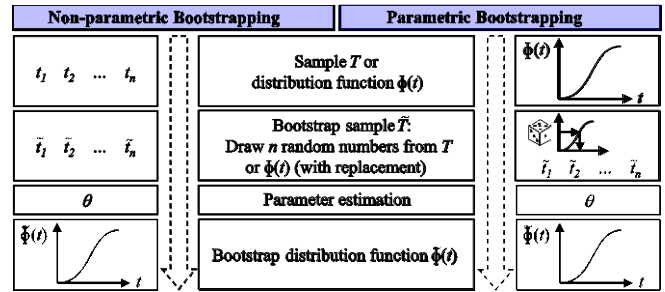 Non-parametric Bootstrapping
Parametric Bootstrapping
t₁ t₂ ... tₙ
Sample T or
distribution function ϕ(t)
ϕ(t)
t
t̃₁ t̃₂ ... t̃ₙ
Bootstrap sample T̃:
Draw n random numbers from T
or ϕ(t) (with replacement)
t̃₁ t̃₂ ... t̃ₙ
θ
Parameter estimation
θ
ϕ̃(t)
t
Bootstrap distribution function ϕ̃(t)
ϕ̃(t)
t